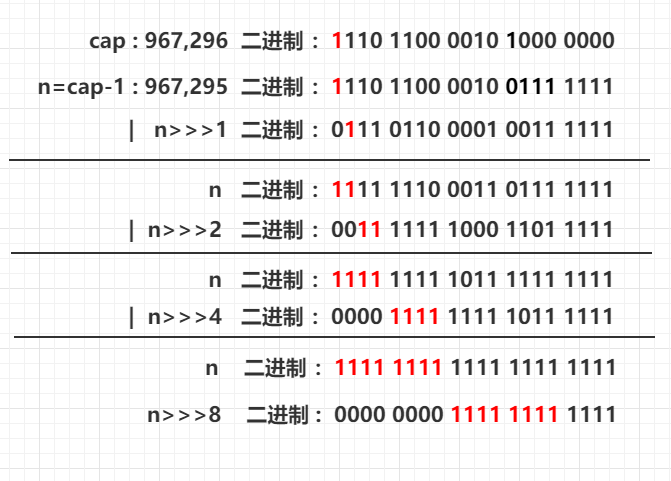 cap : 967,296 二进制 : 1110 1100 0010 1000 0000
n=cap-1 : 967,295 二进制 : 1110 1100 0010 0111 1111
| n>>>1 二进制 : 0111 0110 0001 0011 1111
n 二进制 : 1111 1110 0011 0111 1111
| n>>>2 二进制 : 0011 1111 1000 1101 1111
n 二进制 : 1111 1111 1011 1111 1111
| n>>>4 二进制 : 0000 1111 1111 1011 1111
n 二进制 : 1111 1111 1111 1111 1111
n>>>8 二进制 : 0000 0000 1111 1111 1111